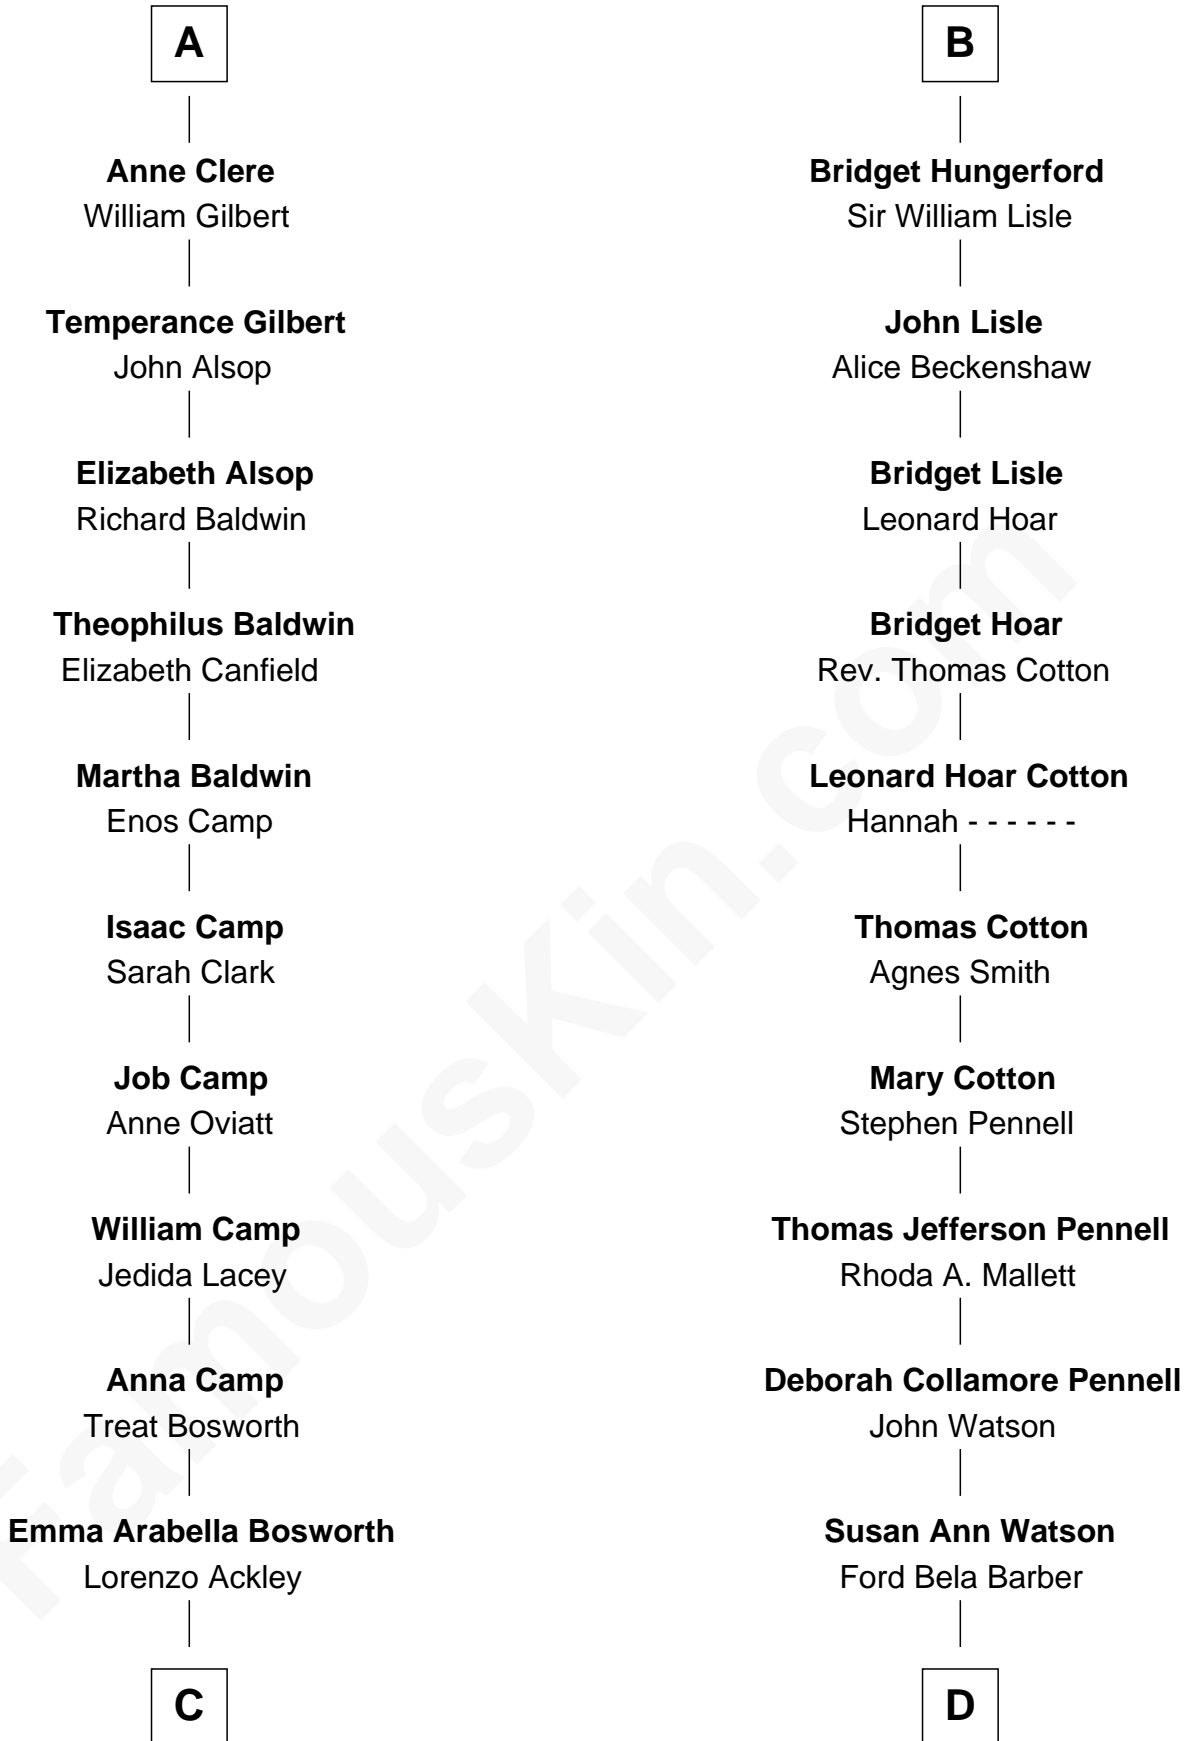 A
Anne Clere
William Gilbert
Temperance Gilbert
John Alsop
Elizabeth Alsop
Richard Baldwin
Theophilus Baldwin
Elizabeth Canfield
Martha Baldwin
Enos Camp
Isaac Camp
Sarah Clark
Job Camp
Anne Oviatt
William Camp
Jedida Lacey
Anna Camp
Treat Bosworth
Emma Arabella Bosworth
Lorenzo Ackley
C
B
Bridget Hungerford
Sir William Lisle
John Lisle
Alice Beckenshaw
Bridget Lisle
Leonard Hoar
Bridget Hoar
Rev. Thomas Cotton
Leonard Hoar Cotton
Hannah - - - - - -
Thomas Cotton
Agnes Smith
Mary Cotton
Stephen Pennell
Thomas Jefferson Pennell
Rhoda A. Mallett
Deborah Collamore Pennell
John Watson
Susan Ann Watson
Ford Bela Barber
D
FamousKin.com